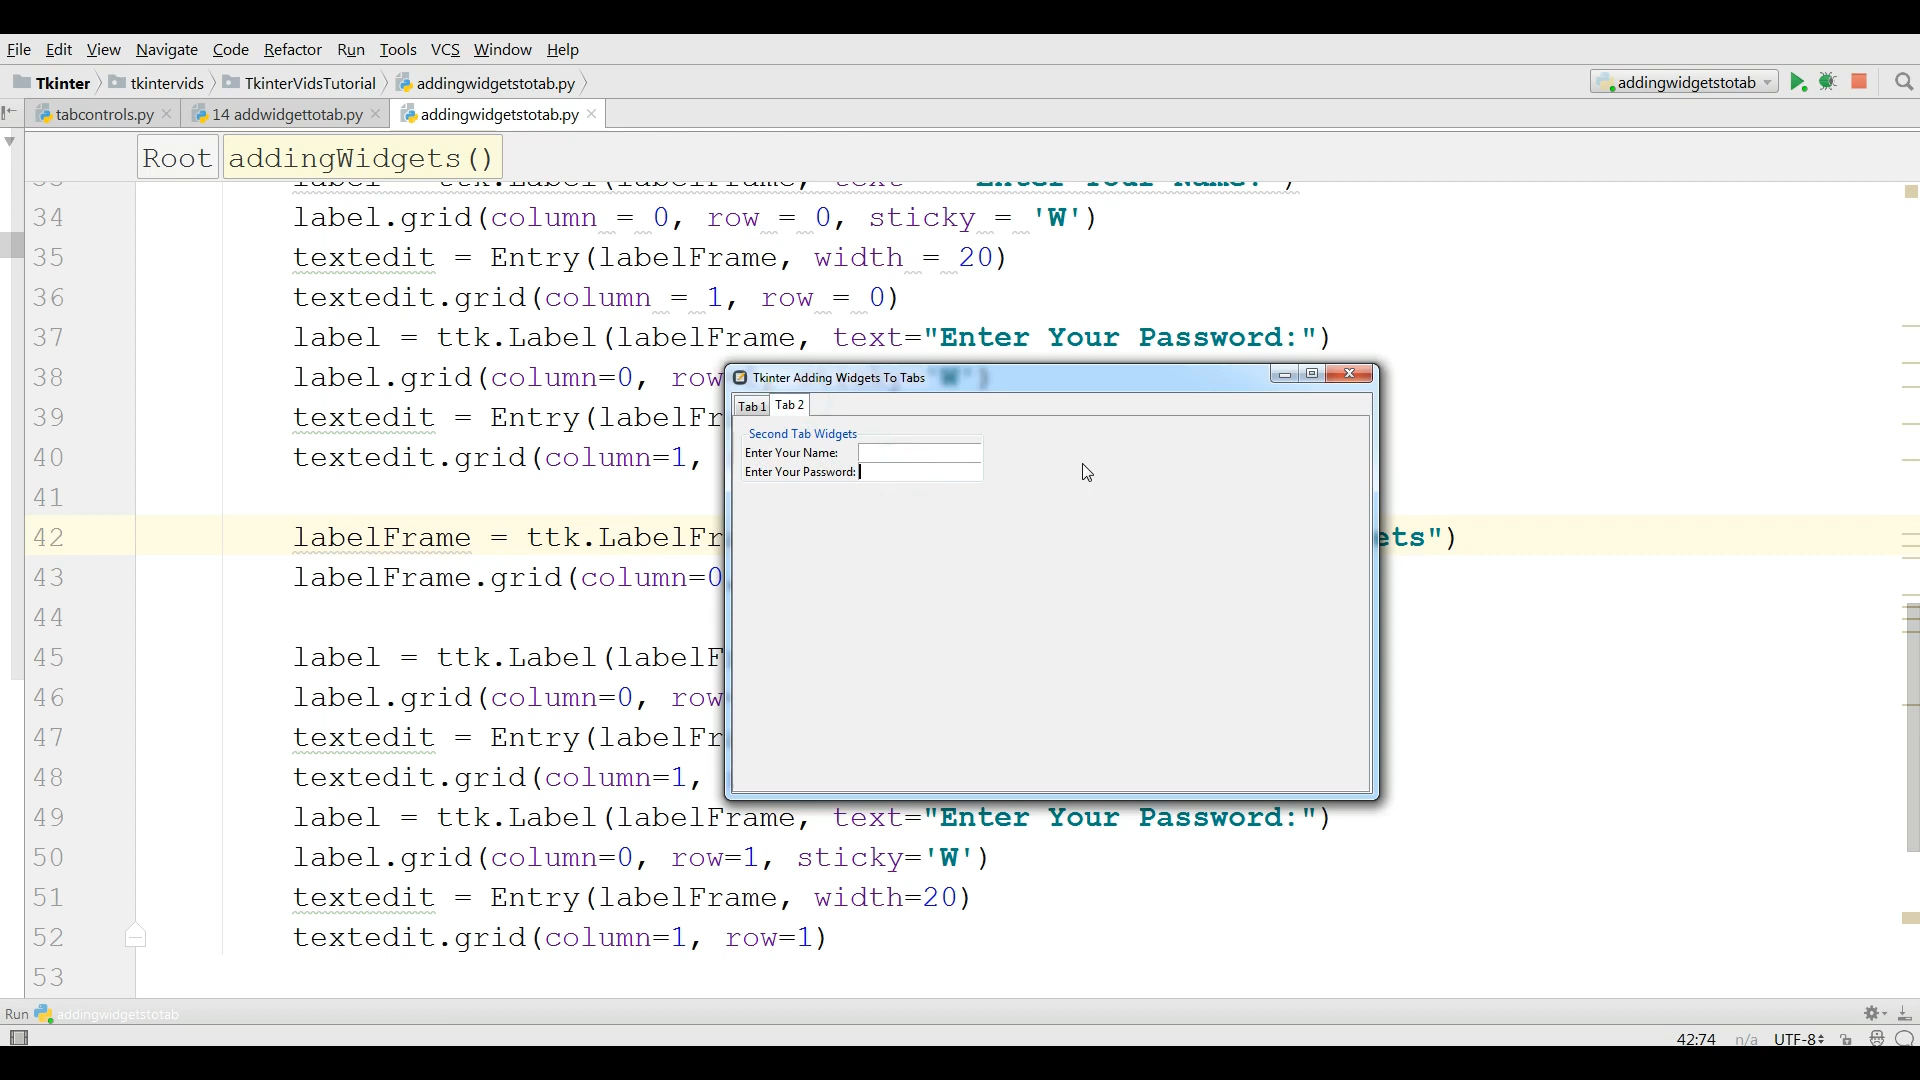 File Edit View Navigate Code Refactor Run Tools VCS Window Help
Tkinter tkintervids TkinterVidsTutorial addingwidgetstotab.py addingwidgetstotab
tabcontrols.py 14 addwidgettotab.py addingwidgetstotab.py
Root addingWidgets()
34 label.grid(column = 0, row = 0, sticky = 'W')
35 textedit = Entry(labelFrame, width = 20)
36 textedit.grid(column = 1, row = 0)
37 label = ttk.Label(labelFrame, text="Enter Your Password:")
38 label.grid(column=0, row
39 textedit = Entry(labelFr
40 textedit.grid(column=1,
41
42 labelFrame = ttk.LabelFr ets")
43 labelFrame.grid(column=0
44
45 label = ttk.Label(labelF
46 label.grid(column=0, row
47 textedit = Entry(labelFr
48 textedit.grid(column=1,
49 label = ttk.Label(labelFrame, text="Enter Your Password:")
50 label.grid(column=0, row=1, sticky='W')
51 textedit = Entry(labelFrame, width=20)
52 textedit.grid(column=1, row=1)
53
Tkinter Adding Widgets To Tabs
Tab 1 Tab 2
Second Tab Widgets
Enter Your Name:
Enter Your Password:
Run addingwidgetstotab
42:74 n/a UTF-8